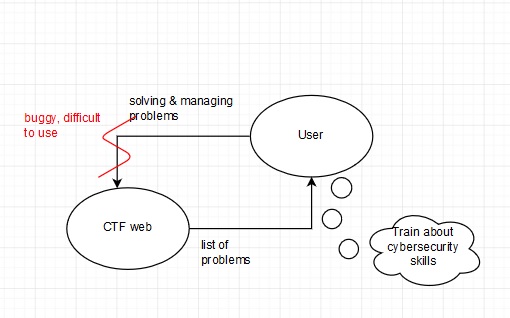 solving & managing
problems
buggy, difficult
to use
User
CTF web
list of
problems
Train about
cybersecurity
skills